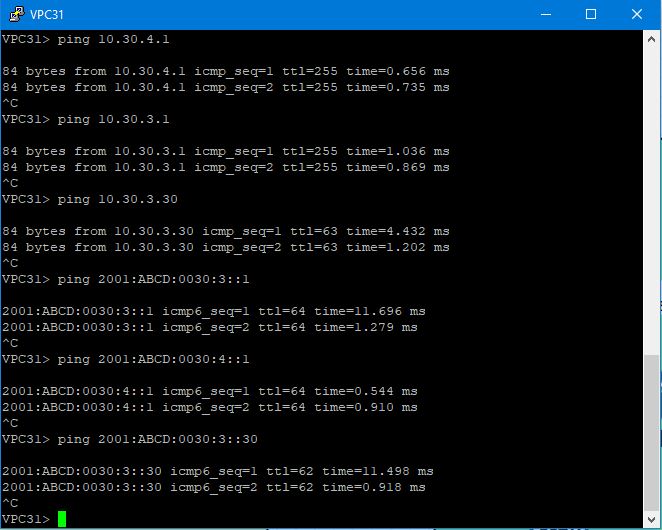 VPC31
VPC31> ping 10.30.4.1
84 bytes from 10.30.4.1 icmp_seq=1 ttl=255 time=0.656 ms
84 bytes from 10.30.4.1 icmp_seq=2 ttl=255 time=0.735 ms
^C
VPC31> ping 10.30.3.1
84 bytes from 10.30.3.1 icmp_seq=1 ttl=255 time=1.036 ms
84 bytes from 10.30.3.1 icmp_seq=2 ttl=255 time=0.869 ms
^C
VPC31> ping 10.30.3.30
84 bytes from 10.30.3.30 icmp_seq=1 ttl=63 time=4.432 ms
84 bytes from 10.30.3.30 icmp_seq=2 ttl=63 time=1.202 ms
^C
VPC31> ping 2001:ABCD:0030:3::1
2001:ABCD:0030:3::1 icmp6_seq=1 ttl=64 time=11.696 ms
2001:ABCD:0030:3::1 icmp6_seq=2 ttl=64 time=1.279 ms
^C
VPC31> ping 2001:ABCD:0030:4::1
2001:ABCD:0030:4::1 icmp6_seq=1 ttl=64 time=0.544 ms
2001:ABCD:0030:4::1 icmp6_seq=2 ttl=64 time=0.910 ms
^C
VPC31> ping 2001:ABCD:0030:3::30
2001:ABCD:0030:3::30 icmp6_seq=1 ttl=62 time=11.498 ms
2001:ABCD:0030:3::30 icmp6_seq=2 ttl=62 time=0.918 ms
^C
VPC31>